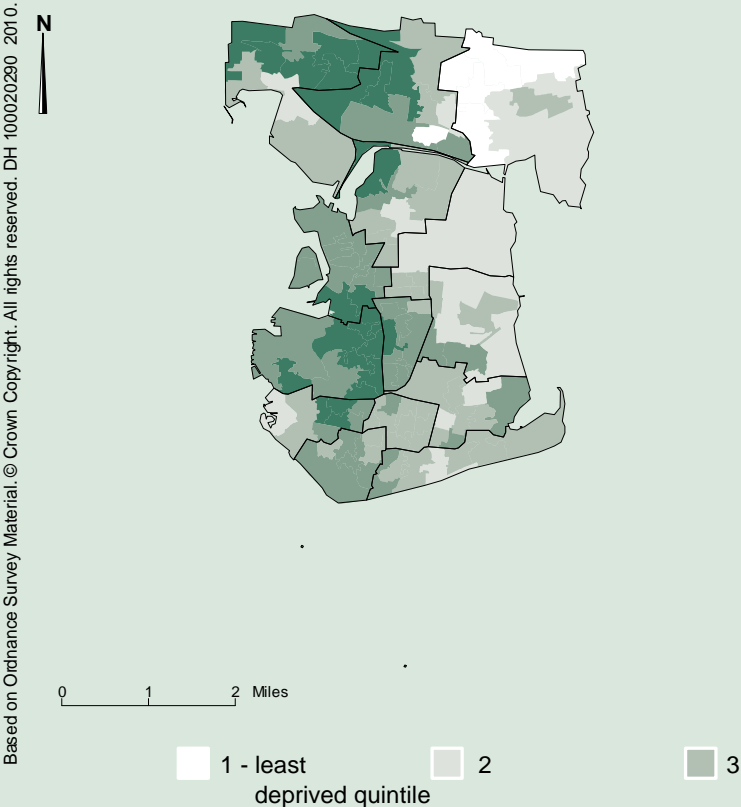 Based on Ordnance Survey Material. © Crown Copyright. All rights reserved. DH 100020290 2010.
N
0 1 2 Miles
1 - least
deprived quintile
2
3